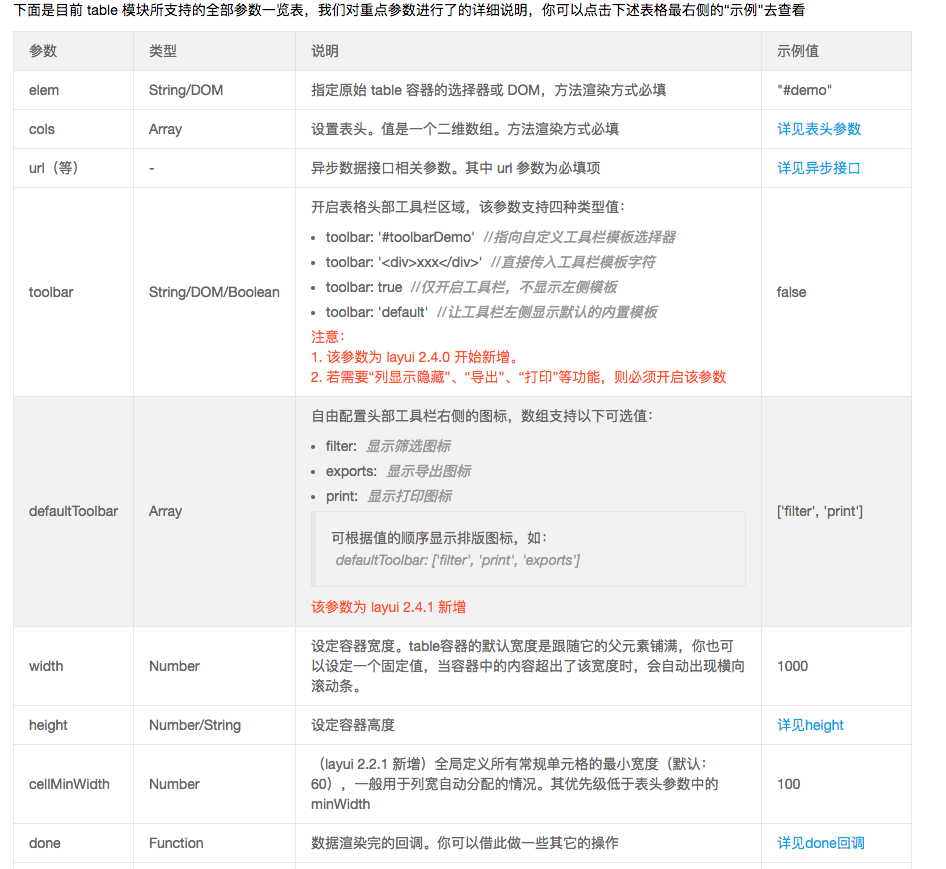 下面是目前 table 模块所支持的全部参数一览表，我们对重点参数进行了的详细说明，你可以点击下述表格最右侧的“示例”去查看
参数 类型 说明 示例值
elem String/DOM 指定原始 table 容器的选择器或 DOM，方法渲染方式必填 "#demo"
cols Array 设置表头。值是一个二维数组。方法渲染方式必填 详见表头参数
url（等） - 异步数据接口相关参数。其中 url 参数为必填项 详见异步接口
开启表格头部工具栏区域，该参数支持四种类型值：
• toolbar: '#toolbarDemo' //指向自定义工具栏模板选择器
• toolbar: '<div>xxx</div>' //直接传入工具栏模板字符
toolbar String/DOM/Boolean • toolbar: true //仅开启工具栏，不显示左侧模板 false
• toolbar: 'default' //让工具栏左侧显示默认的内置模板
注意：
1. 该参数为 layui 2.4.0 开始新增。
2. 若需要“列显示隐藏”、“导出”、“打印”等功能，则必须开启该参数
自由配置头部工具栏右侧的图标，数组支持以下可选值：
• filter: 显示筛选图标
• exports: 显示导出图标
• print: 显示打印图标
defaultToolbar Array ['filter', 'print']
可根据值的顺序显示排版图标，如：
defaultToolbar: ['filter', 'print', 'exports']
该参数为 layui 2.4.1 新增
设定容器宽度。table容器的默认宽度是跟随它的父元素铺满，你也可
width Number 以设定一个固定值，当容器中的内容超出了该宽度时，会自动出现横向 1000
滚动条。
height Number/String 设定容器高度 详见height
（layui 2.2.1 新增）全局定义所有常规单元格的最小宽度（默认：
cellMinWidth Number 60），一般用于列宽自动分配的情况。其优先级低于表头参数中的 100
minWidth
done Function 数据渲染完的回调。你可以借此做一些其它的操作 详见done回调